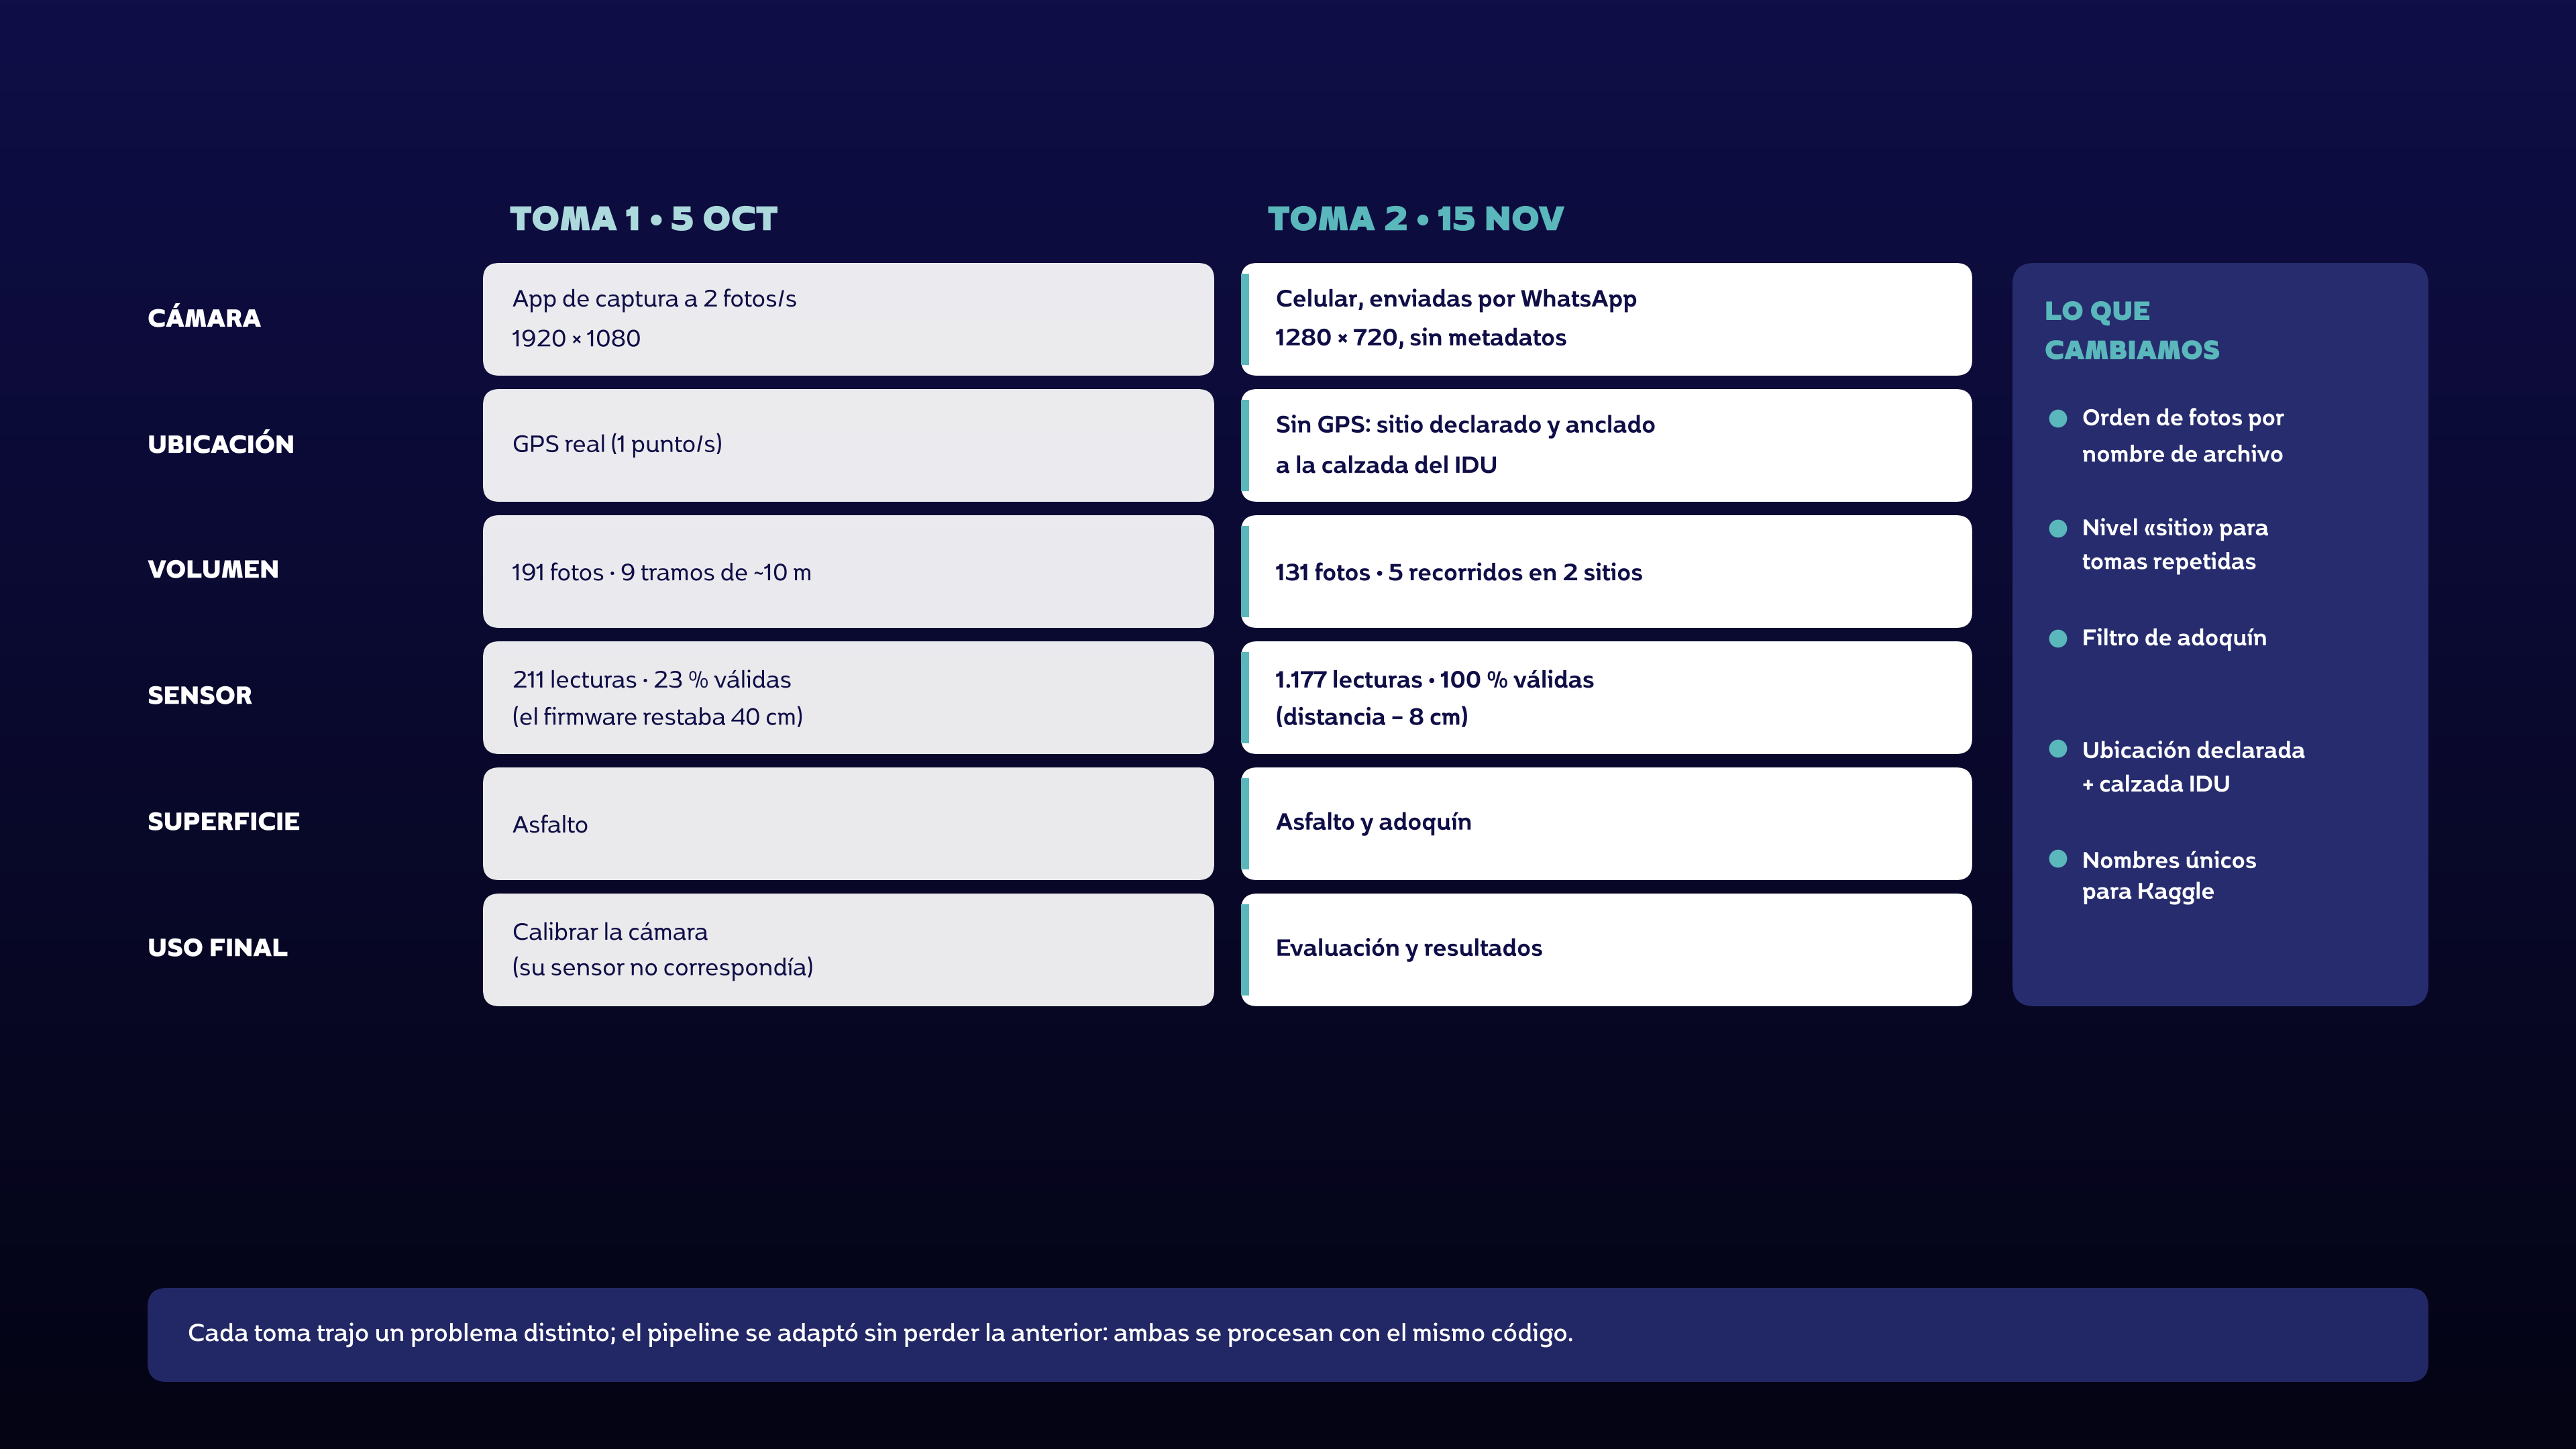 TOMA 1 • 5 OCT
TOMA 2 • 15 NOV
CÁMARA
App de captura a 2 fotos/s
1920 × 1080
Celular, enviadas por WhatsApp
1280 × 720, sin metadatos
UBICACIÓN
GPS real (1 punto/s)
Sin GPS: sitio declarado y anclado
a la calzada del IDU
VOLUMEN
191 fotos · 9 tramos de ~10 m
131 fotos · 5 recorridos en 2 sitios
SENSOR
211 lecturas · 23 % válidas
(el firmware restaba 40 cm)
1.177 lecturas · 100 % válidas
(distancia – 8 cm)
SUPERFICIE
Asfalto
Asfalto y adoquín
USO FINAL
Calibrar la cámara
(su sensor no correspondía)
Evaluación y resultados
LO QUE
CAMBIAMOS
Orden de fotos por
nombre de archivo
Nivel «sitio» para
tomas repetidas
Filtro de adoquín
Ubicación declarada
+ calzada IDU
Nombres únicos
para Kaggle
Cada toma trajo un problema distinto; el pipeline se adaptó sin perder la anterior: ambas se procesan con el mismo código.